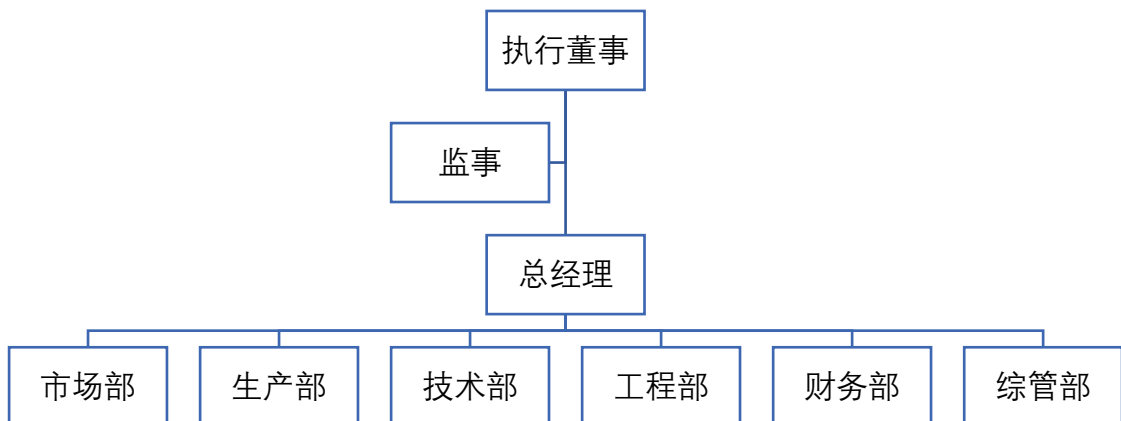 执行董事
监事
总经理
市场部
生产部
技术部
工程部
财务部
综管部